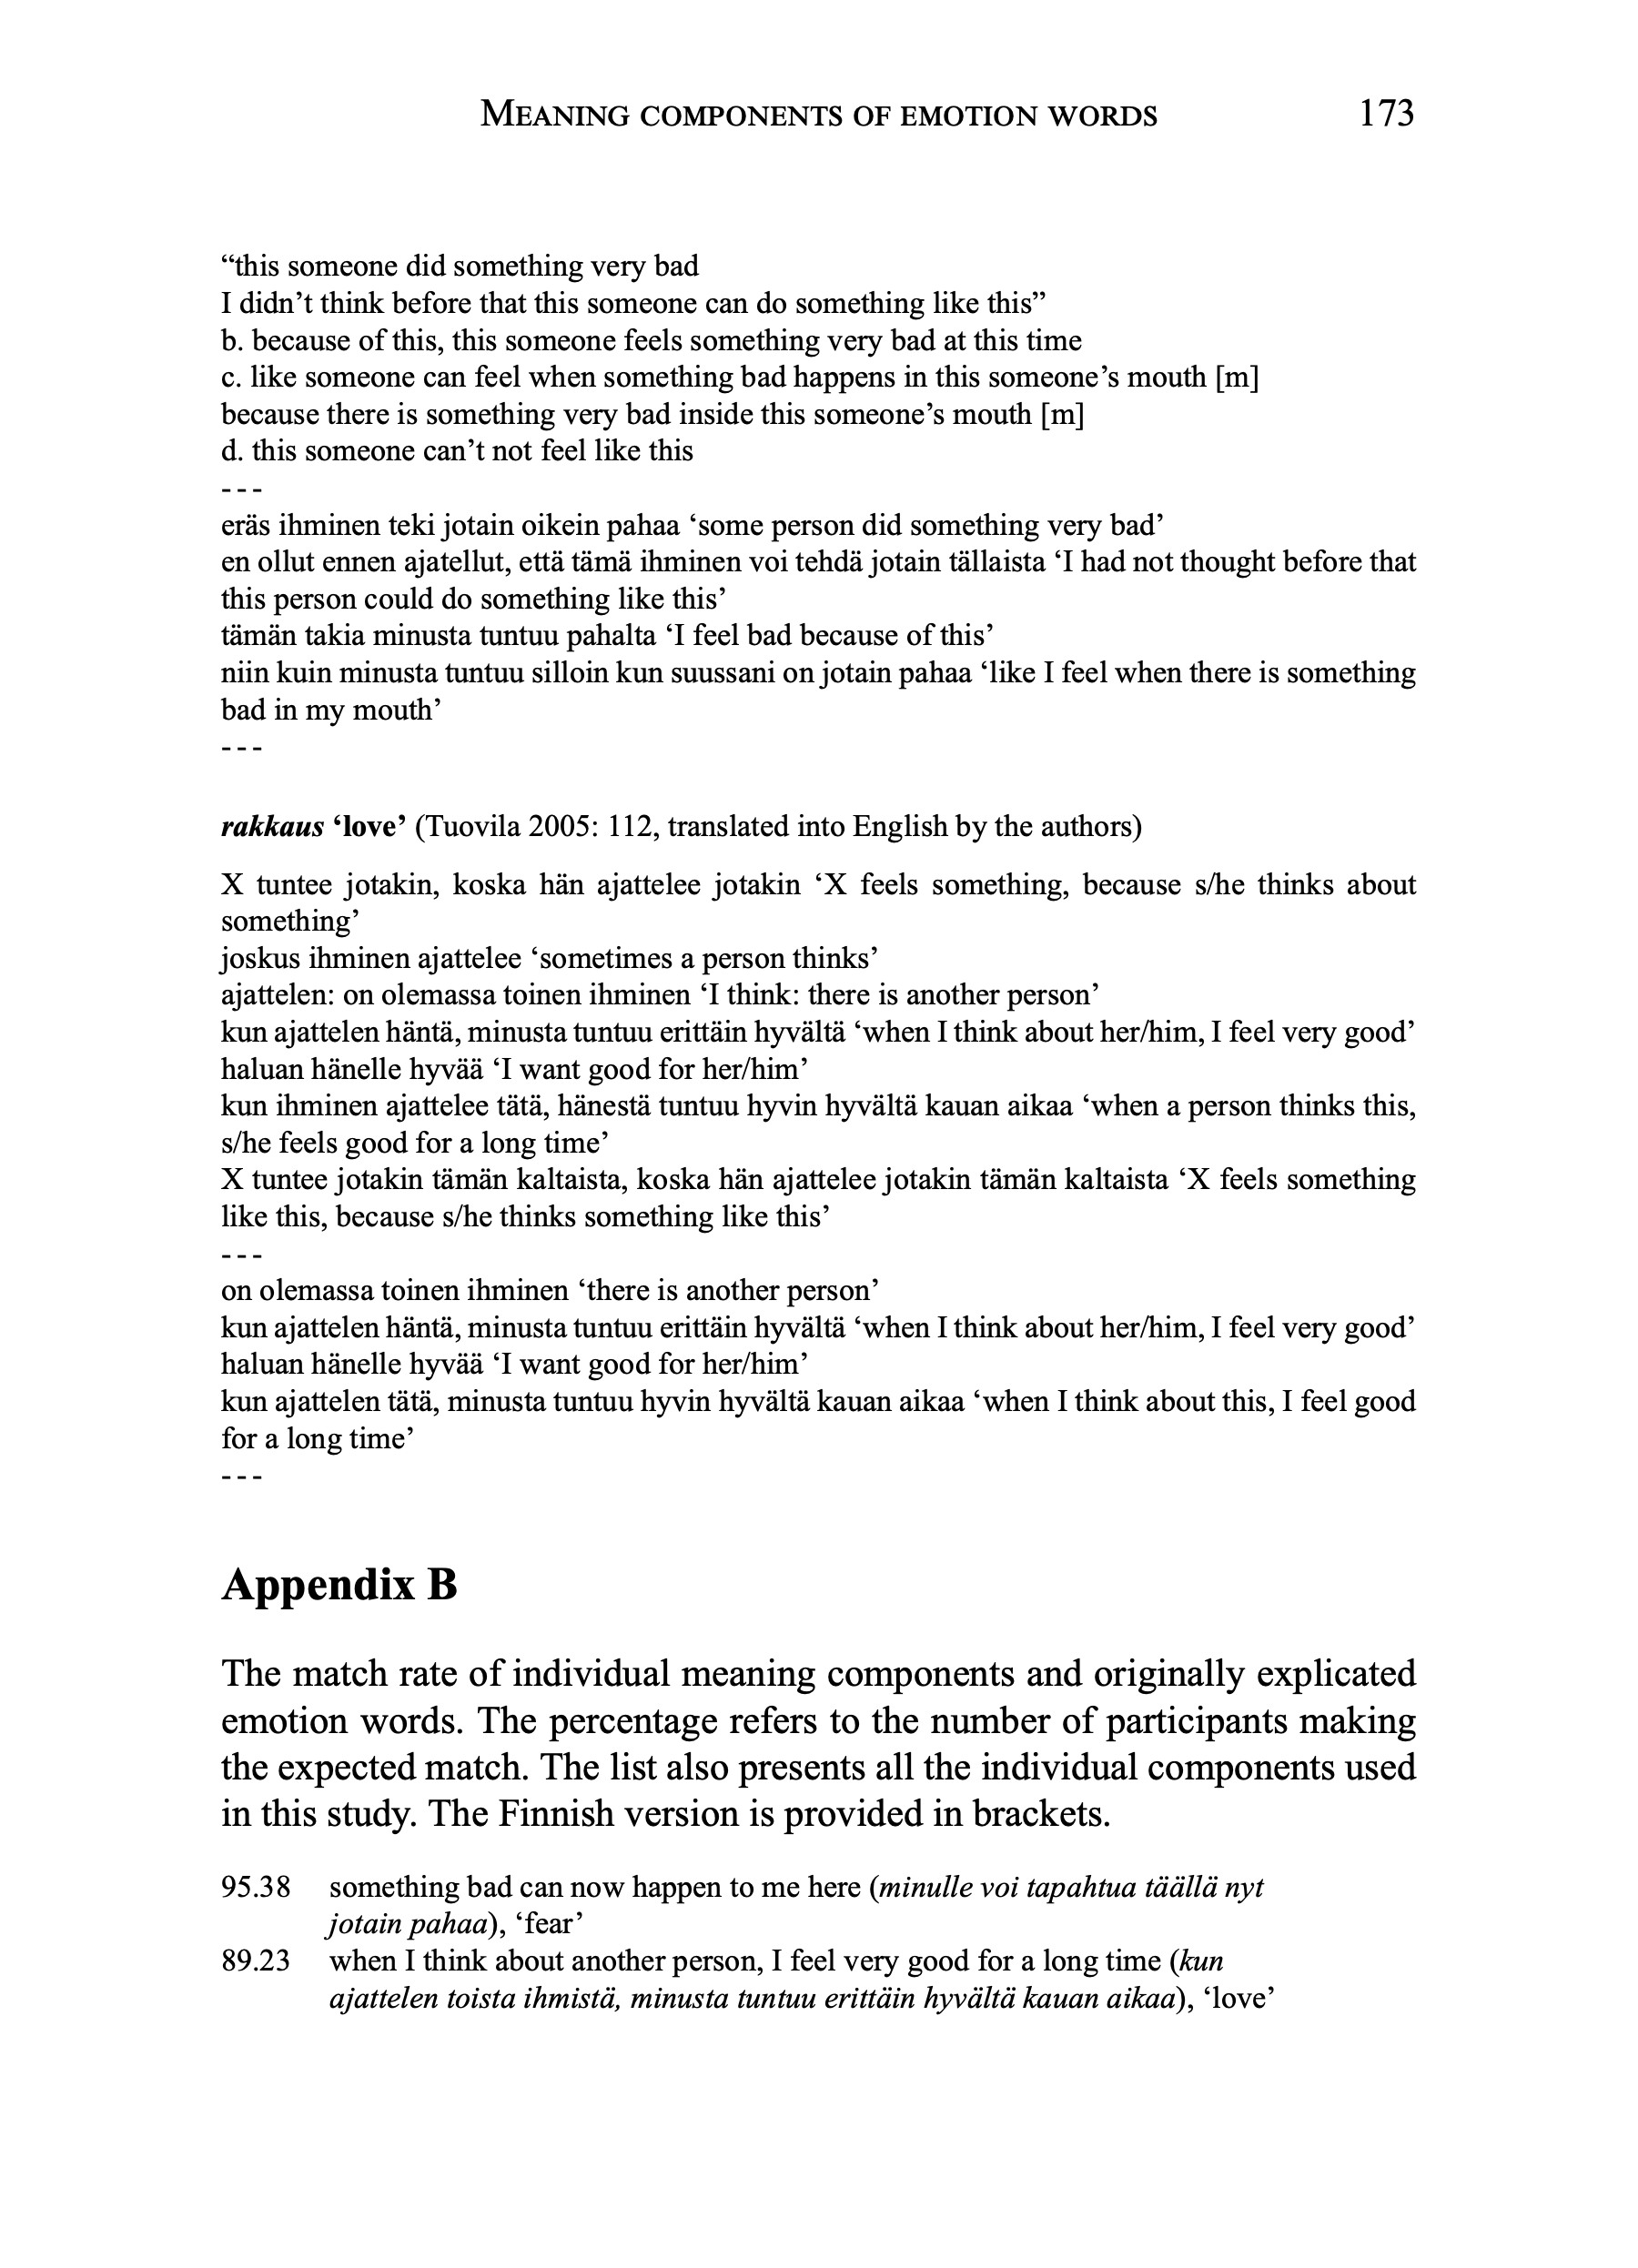 MEANING COMPONENTS OF EMOTION WORDS 173
“this someone did something very bad
I didn’t think before that this someone can do something like this”
b. because of this, this someone feels something very bad at this time
c. like someone can feel when something bad happens in this someone’s mouth [m]
because there is something very bad inside this someone’s mouth [m]
d. this someone can’t not feel like this
---
eräs ihminen teki jotain oikein pahaa ‘some person did something very bad’
en ollut ennen ajatellut, että tämä ihminen voi tehdä jotain tällaista ‘I had not thought before that
this person could do something like this’
tämän takia minusta tuntuu pahalta ‘I feel bad because of this’
niin kuin minusta tuntuu silloin kun suussani on jotain pahaa ‘like I feel when there is something
bad in my mouth’
---
rakkaus ‘love’ (Tuovila 2005: 112, translated into English by the authors)
X tuntee jotakin, koska hän ajattelee jotakin ‘X feels something, because s/he thinks about
something’
joskus ihminen ajattelee ‘sometimes a person thinks’
ajattelen: on olemassa toinen ihminen ‘I think: there is another person’
kun ajattelen häntä, minusta tuntuu erittäin hyvältä ‘when I think about her/him, I feel very good’
haluan hänelle hyvää ‘I want good for her/him’
kun ihminen ajattelee tätä, hänestä tuntuu hyvin hyvältä kauan aikaa ‘when a person thinks this,
s/he feels good for a long time’
X tuntee jotakin tämän kaltaista, koska hän ajattelee jotakin tämän kaltaista ‘X feels something
like this, because s/he thinks something like this’
---
on olemassa toinen ihminen ‘there is another person’
kun ajattelen häntä, minusta tuntuu erittäin hyvältä ‘when I think about her/him, I feel very good’
haluan hänelle hyvää ‘I want good for her/him’
kun ajattelen tätä, minusta tuntuu hyvin hyvältä kauan aikaa ‘when I think about this, I feel good
for a long time’
---
Appendix B
The match rate of individual meaning components and originally explicated
emotion words. The percentage refers to the number of participants making
the expected match. The list also presents all the individual components used
in this study. The Finnish version is provided in brackets.
95.38 something bad can now happen to me here (minulle voi tapahtua täällä nyt
jotain pahaa), ‘fear’
89.23 when I think about another person, I feel very good for a long time (kun
ajattelen toista ihmistä, minusta tuntuu erittäin hyvältä kauan aikaa), ‘love’